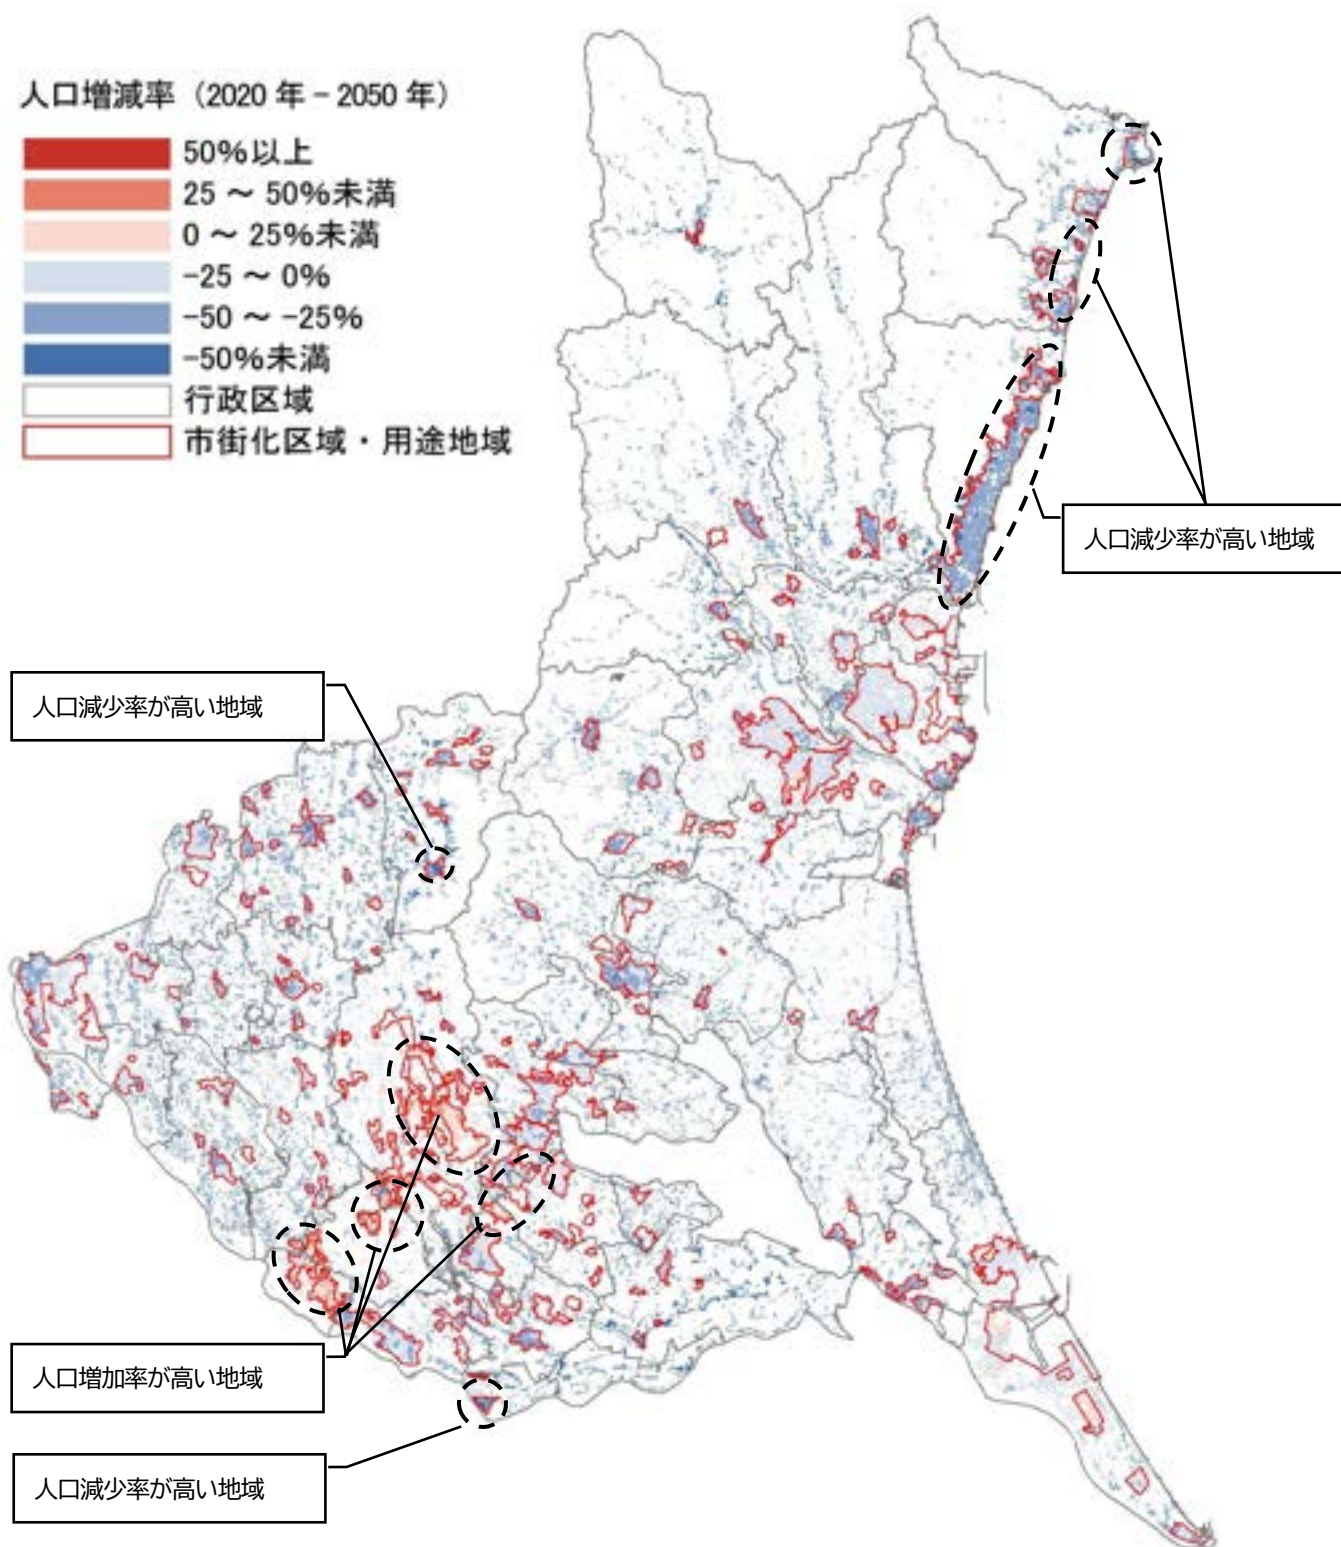 人口増減率（2020 年 – 2050 年）
50%以上
25 ～ 50%未満
0 ～ 25%未満
-25 ～ 0%
-50 ～ -25%
-50%未満
行政区域
市街化区域・用途地域
人口減少率が高い地域
人口減少率が高い地域
人口増加率が高い地域
人口減少率が高い地域